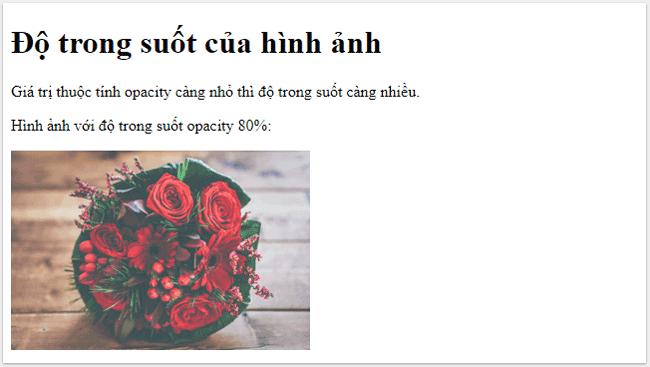 Độ trong suốt của hình ảnh
Giá trị thuộc tính opacity càng nhỏ thì độ trong suốt càng nhiều.
Hình ảnh với độ trong suốt opacity 80%: